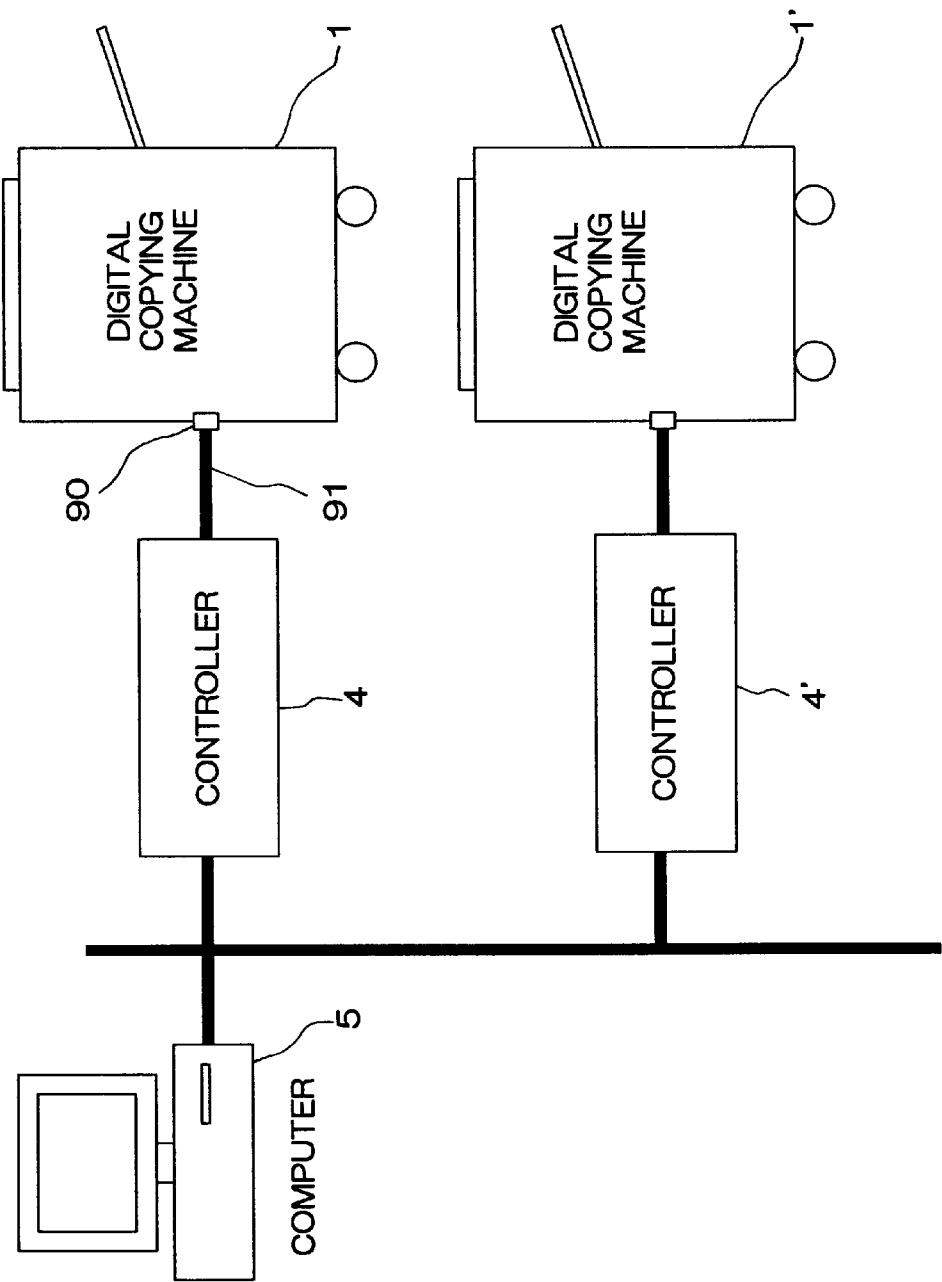 DIGITAL
COPYING
MACHINE
1
90
91
CONTROLLER
4
5
COMPUTER
DIGITAL
COPYING
MACHINE
1'
CONTROLLER
4'